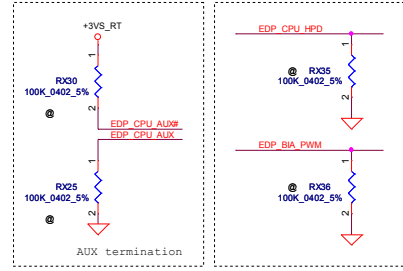 +3VS_RT
1
RX30
100K_0402_5%
2
@
EDP_CPU_AUX#
EDP_CPU_AUX
1
RX25
100K_0402_5%
2
@
AUX termination
EDP_CPU_HPD
1
@ RX35
100K_0402_5%
2
EDP_BIA_PWM
1
@ RX36
100K_0402_5%
2